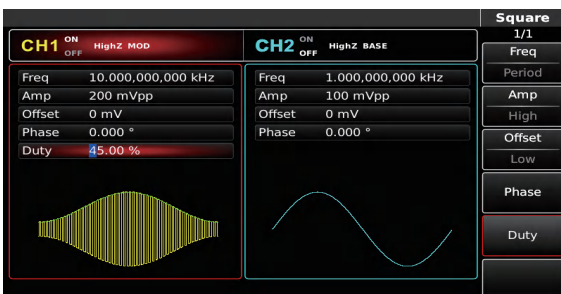 Square
1/1
CH1 ON OFF HighZ MOD
CH2 ON OFF HighZ BASE
Freq 10.000,000,000 kHz
Amp 200 mVpp
Offset 0 mV
Phase 0.000 °
Duty 45.00 %
Freq 1.000,000,000 kHz
Amp 100 mVpp
Offset 0 mV
Phase 0.000 °
Freq
Period
Amp
High
Offset
Low
Phase
Duty